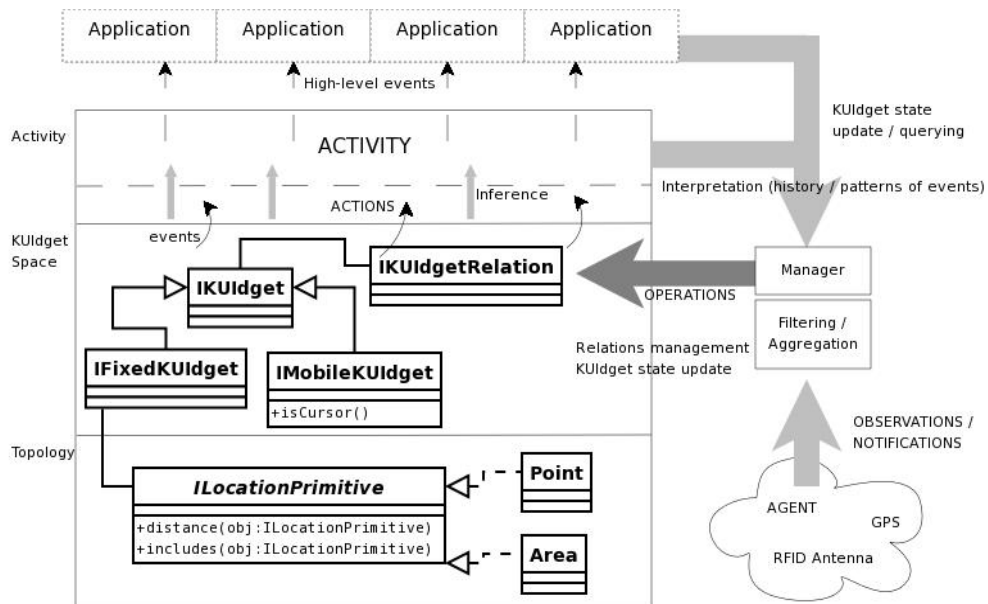 Application
Application
Application
Application
High-level events
KUIdget state
update / querying
Activity
ACTIVITY
Interpretation (history / patterns of events)
Inference
ACTIONS
events
KUIdget
Space
IKUIdgetRelation
IKUIdget
Manager
OPERATIONS
Filtering /
Aggregation
Relations management
KUIdget state update
IFixedKUIdget
IMobileKUIdget
+isCursor()
OBSERVATIONS /
NOTIFICATIONS
Topology
ILocationPrimitive
+distance(obj:ILocationPrimitive)
+includes(obj:ILocationPrimitive)
Point
Area
AGENT
GPS
RFID Antenna